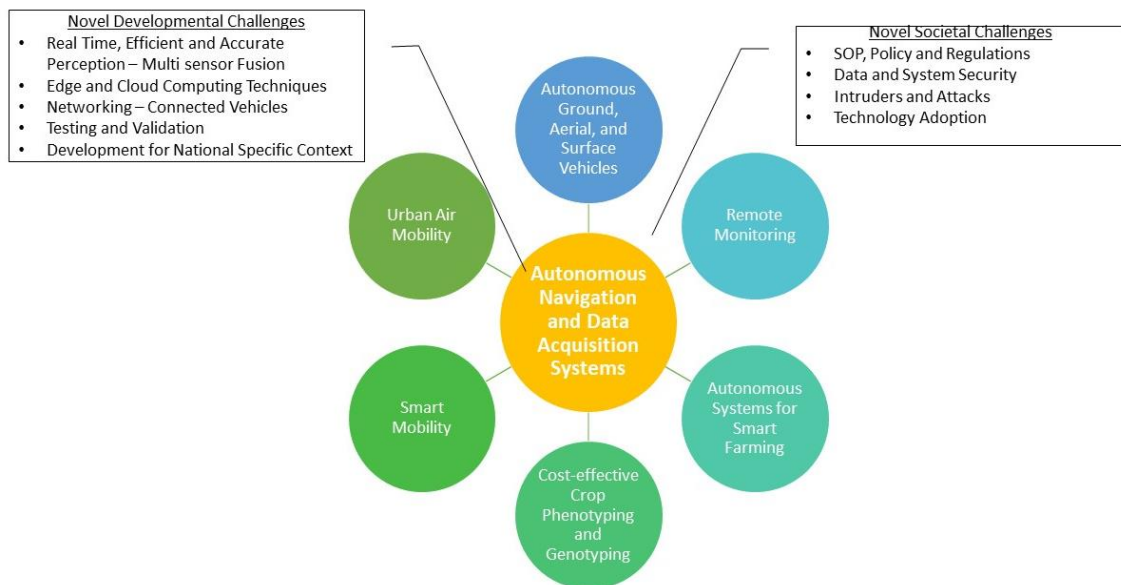 Novel Developmental Challenges
• Real Time, Efficient and Accurate
Perception – Multi sensor Fusion
• Edge and Cloud Computing Techniques
• Networking – Connected Vehicles
• Testing and Validation
• Development for National Specific Context
Novel Societal Challenges
• SOP, Policy and Regulations
• Data and System Security
• Intruders and Attacks
• Technology Adoption
Autonomous
Ground,
Aerial, and
Surface
Vehicles
Urban Air
Mobility
Remote
Monitoring
Autonomous
Navigation
and Data
Acquisition
Systems
Smart
Mobility
Autonomous
Systems for
Smart
Farming
Cost-effective
Crop
Phenotyping
and
Genotyping